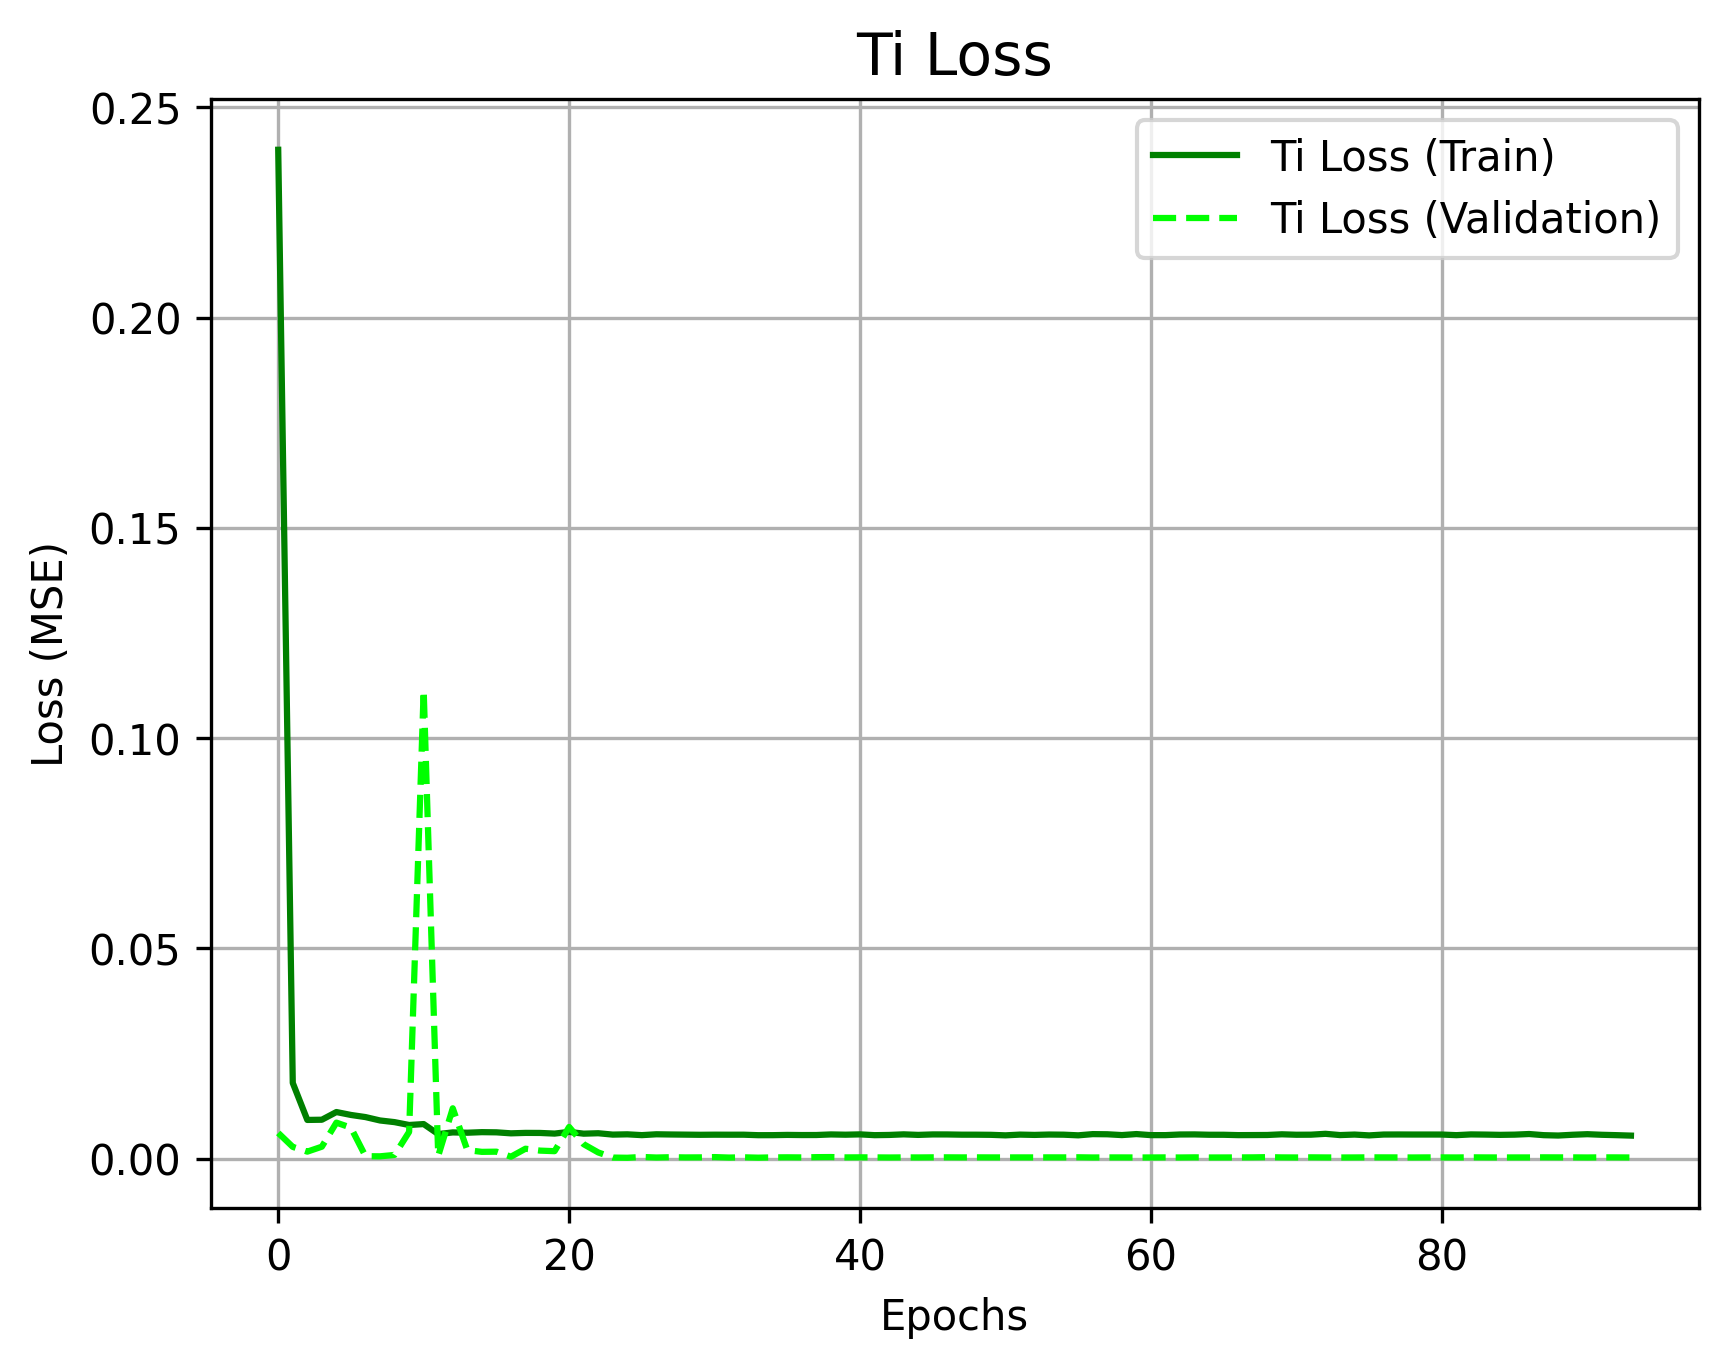 Ti Loss
0.25
0.20
0.15
0.10
0.05
0.00
Loss (MSE)
Ti Loss (Train)
Ti Loss (Validation)
0 20 40 60 80
Epochs